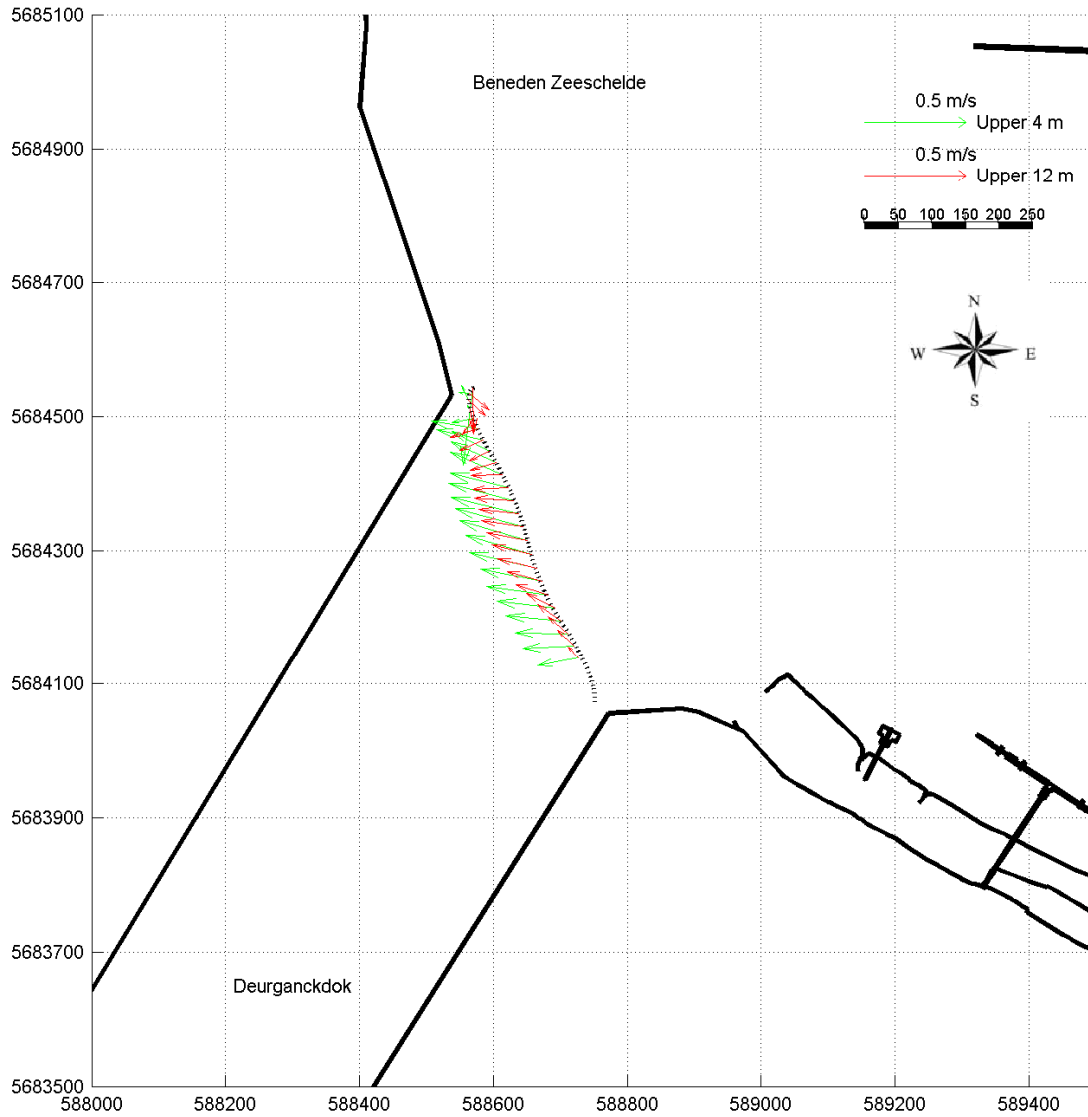 5685100
Beneden Zeeschelde
0.5 m/s
Upper 4 m
5684900
0.5 m/s
Upper 12 m
0 50 100 150 200 250
5684700
N
W E
S
5684500
5684300
5684100
5683900
5683700
Deurganckdok
5683500
588000 588200 588400 588600 588800 589000 589200 589400